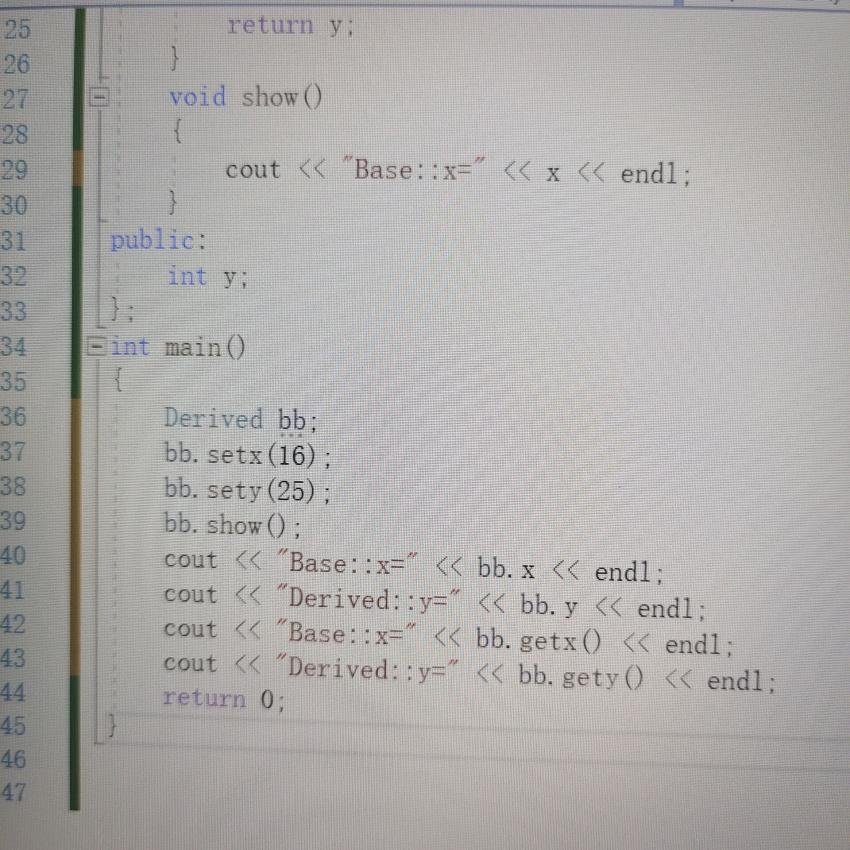 25 return y;
26 }
27 void show()
28 {
29 cout << "Base::x=" << x << endl;
30 }
31 public:
32 int y;
33 };
34 int main()
35 {
36 Derived bb;
37 bb.setx(16);
38 bb.sety(25);
39 bb.show();
40 cout << "Base::x=" << bb.x << endl;
41 cout << "Derived::y=" << bb.y << endl;
42 cout << "Base::x=" << bb.getx() << endl;
43 cout << "Derived::y=" << bb.gety() << endl;
44 return 0;
45 }
46
47